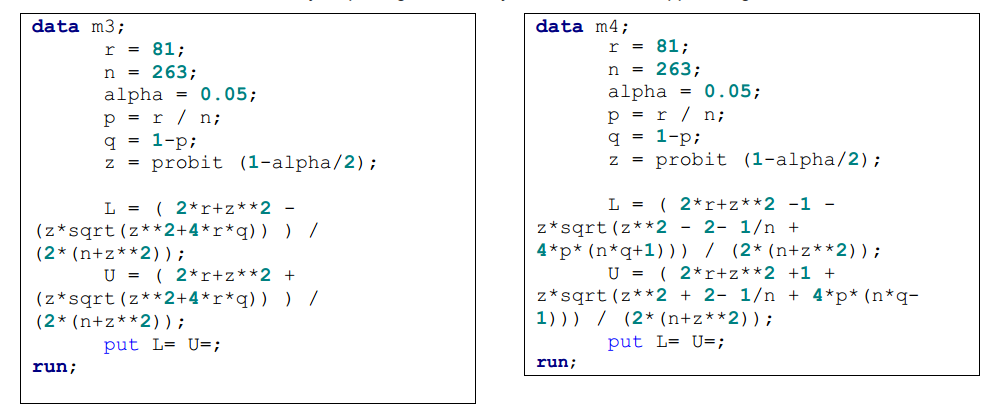 data m3;
r = 81;
n = 263;
alpha = 0.05;
p = r / n;
q = 1-p;
z = probit (1-alpha/2);
L = ( 2*r+z**2 -
(z*sqrt(z**2+4*r*q)) ) /
(2*(n+z**2));
U = ( 2*r+z**2 +
(z*sqrt(z**2+4*r*q)) ) /
(2*(n+z**2));
put L= U=;
run;
data m4;
r = 81;
n = 263;
alpha = 0.05;
p = r / n;
q = 1-p;
z = probit (1-alpha/2);
L = ( 2*r+z**2 -1 -
z*sqrt(z**2 - 2- 1/n +
4*p*(n*q+1))) / (2*(n+z**2));
U = ( 2*r+z**2 +1 +
z*sqrt(z**2 + 2- 1/n + 4*p*(n*q-
1))) / (2*(n+z**2));
put L= U=;
run;